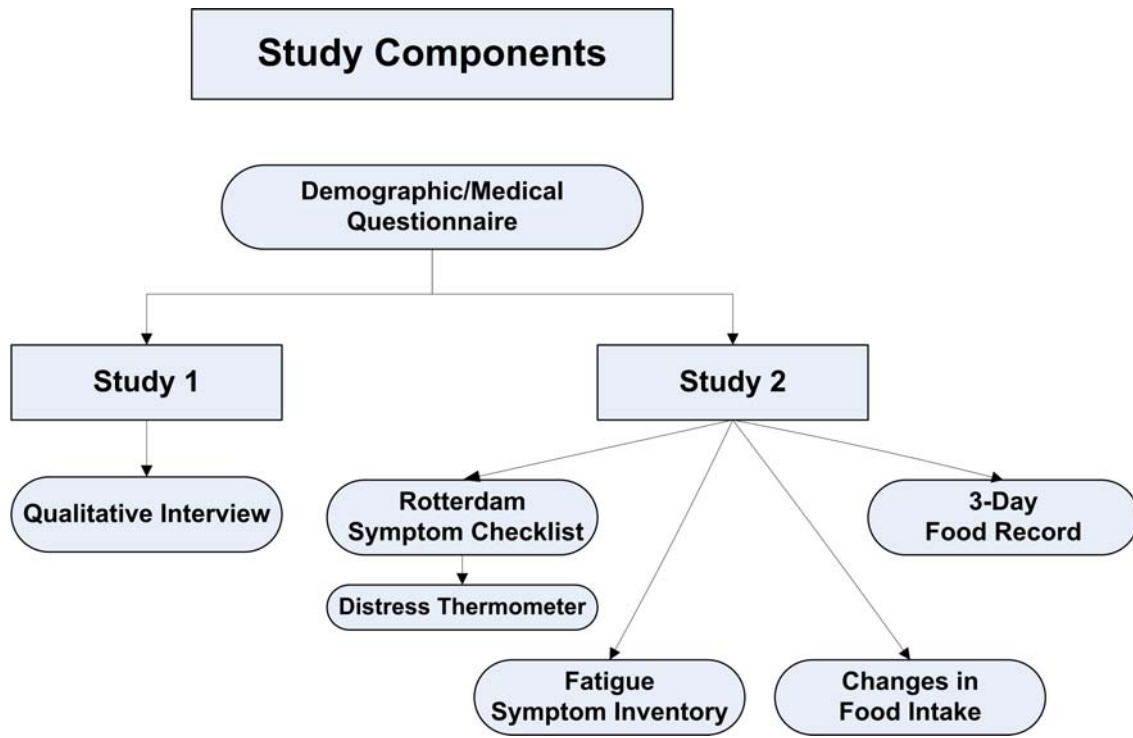 Study Components
Demographic/Medical
Questionnaire
Study 1
Study 2
Qualitative Interview
Rotterdam
Symptom Checklist
3-Day
Food Record
Distress Thermometer
Fatigue
Symptom Inventory
Changes in
Food Intake